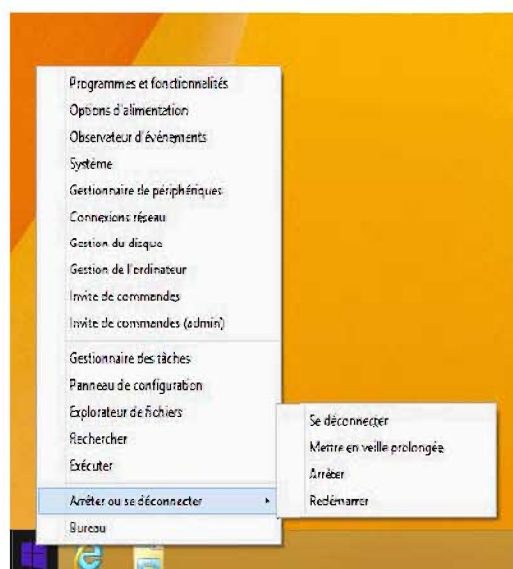 Programmes et fonctionnalités
Options d'alimentation
Observateur d'événements
Système
Gestionnaire de périphériques
Connexions réseau
Gestion du disque
Gestion de l'ordinateur
Invite de commandes
Invite de commandes (admin)
Gestionnaire des tâches
Panneau de configuration
Explorateur de fichiers
Rechercher
Exécuter
Arrêter ou se déconnecter
Bureau
Se déconnecter
Mettre en veille prolongée
Arrêter
Redémarrer